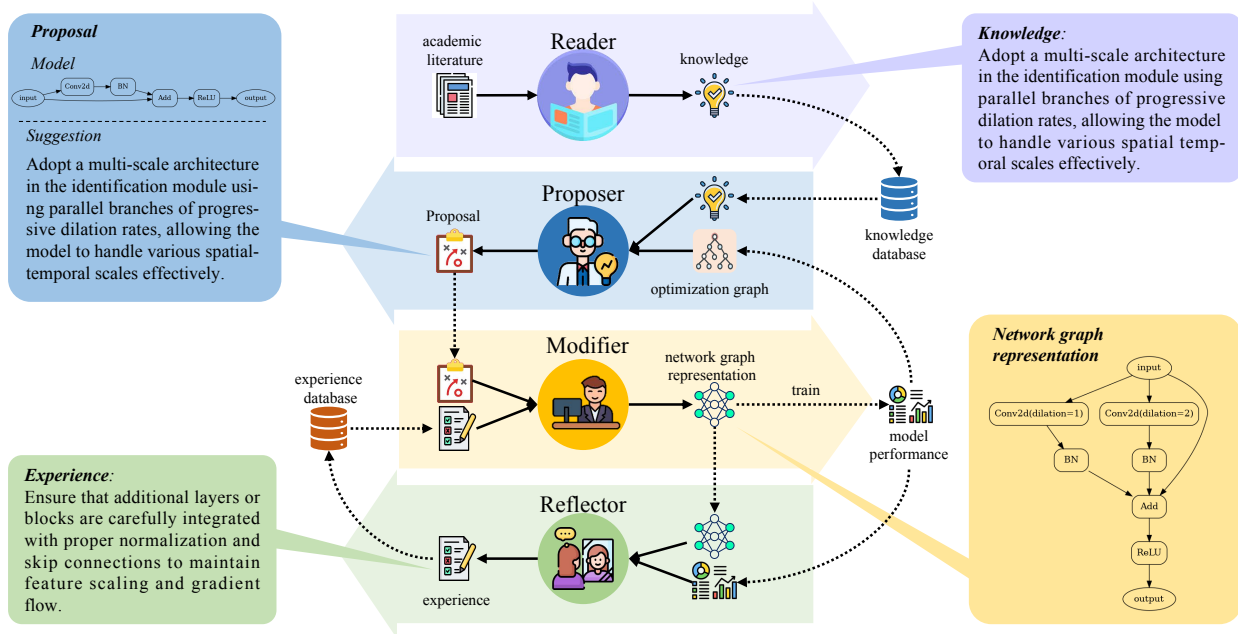 Proposal
Model
Conv2d
BN
input
Add
ReLU
output
Suggestion
Adopt a multi-scale architecture
in the identification module usi-
ng parallel branches of progres-
sive dilation rates, allowing the
model to handle various spatial-
temporal scales effectively.
academic
literature
Reader
knowledge
Knowledge:
Adopt a multi-scale architecture
in the identification module using
parallel branches of progressive
dilation rates, allowing the model
to handle various spatial temp-
oral scales effectively.
Proposer
Proposal
optimization graph
knowledge
database
Modifier
experience
database
network graph
representation
train
model
performance
Network graph
representation
input
Conv2d(dilation=1)
Conv2d(dilation=2)
BN
BN
Add
ReLU
output
Experience:
Ensure that additional layers or
blocks are carefully integrated
with proper normalization and
skip connections to maintain
feature scaling and gradient
flow.
Reflector
experience